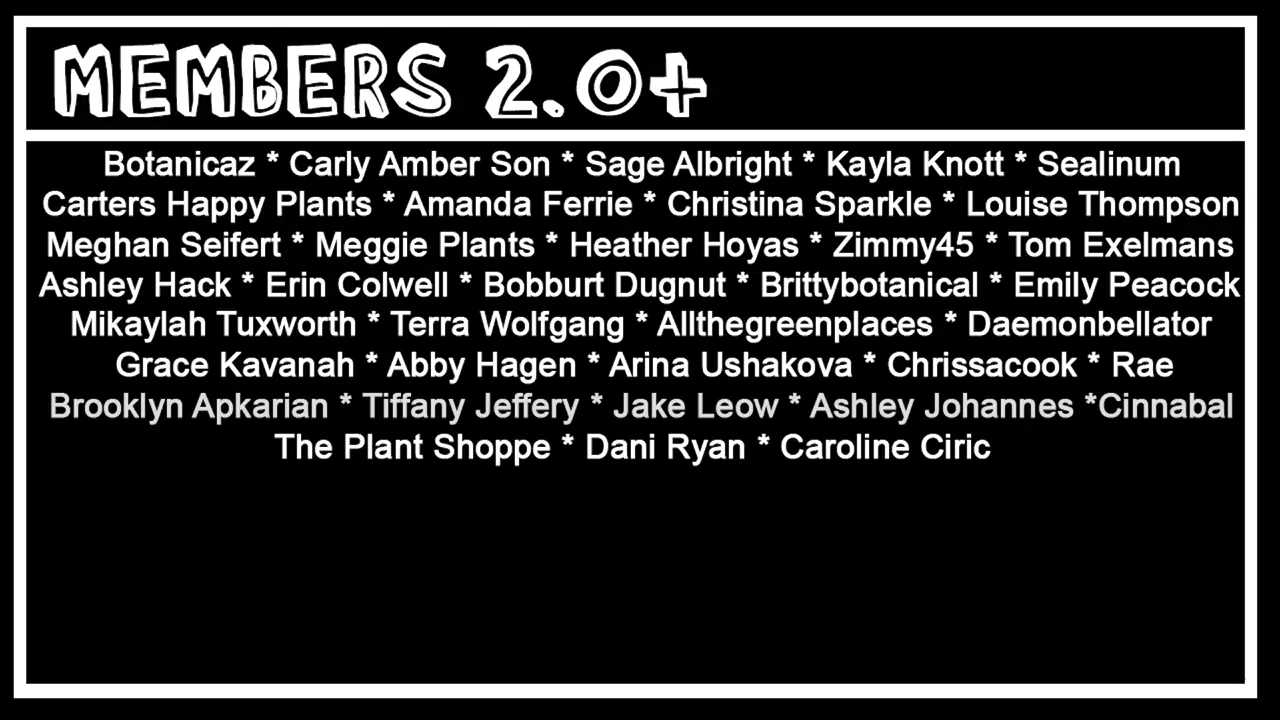 MEMBERS 2.0+
Botanicaz * Carly Amber Son * Sage Albright * Kayla Knott * Sealinum
Carters Happy Plants * Amanda Ferrie * Christina Sparkle * Louise Thompson
Meghan Seifert * Meggie Plants * Heather Hoyas * Zimmy45 * Tom Exelmans
Ashley Hack * Erin Colwell * Bobburt Dugnut * Brittybotanical * Emily Peacock
Mikaylah Tuxworth * Terra Wolfgang * Allthegreenplaces * Daemonbellator
Grace Kavanah * Abby Hagen * Arina Ushakova * Chrissacook * Rae
Brooklyn Apkarian * Tiffany Jeffery * Jake Leow * Ashley Johannes *Cinnabal
The Plant Shoppe * Dani Ryan * Caroline Ciric